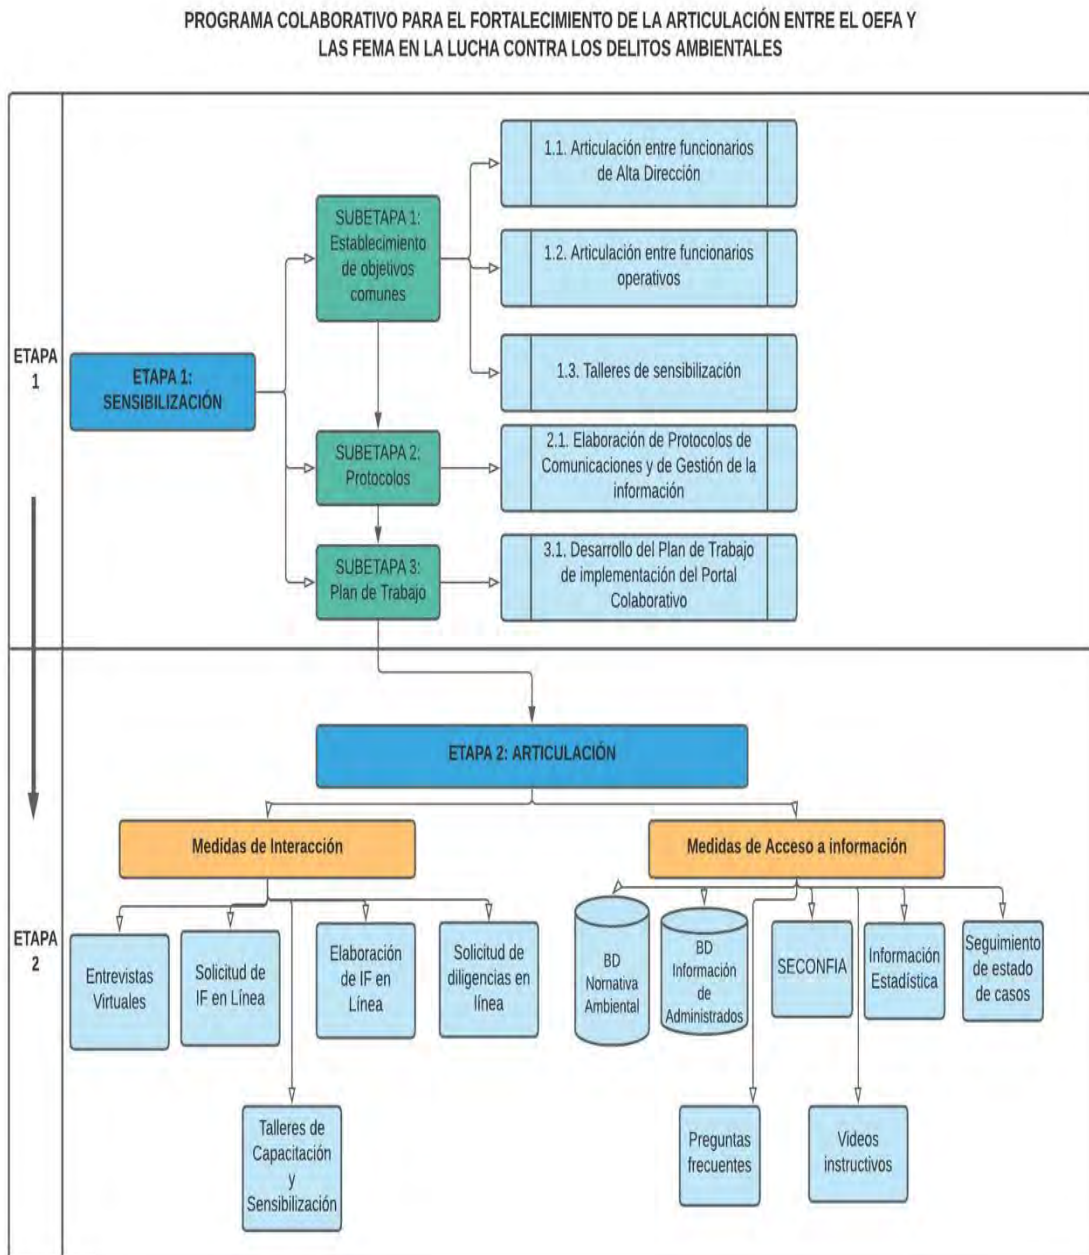 PROGRAMA COLABORATIVO PARA EL FORTALECIMIENTO DE LA ARTICULACIÓN ENTRE EL OEFA Y
LAS FEMA EN LA LUCHA CONTRA LOS DELITOS AMBIENTALES
ETAPA
1
ETAPA 1:
SENSIBILIZACIÓN
SUBETAPA 1:
Establecimiento
de objetivos
comunes
1.1. Articulación entre funcionarios
de Alta Dirección
1.2. Articulación entre funcionarios
operativos
1.3. Talleres de sensibilización
SUBETAPA 2:
Protocolos
2.1. Elaboración de Protocolos de
Comunicaciones y de Gestión de la
información
SUBETAPA 3:
Plan de Trabajo
3.1. Desarrollo del Plan de Trabajo
de implementación del Portal
Colaborativo
ETAPA
2
ETAPA 2: ARTICULACIÓN
Medidas de Interacción
Entrevistas
Virtuales
Solicitud de
IF en Línea
Elaboración
de IF en
Línea
Solicitud de
diligencias en
línea
Talleres de
Capacitación
y
Sensibilización
Medidas de Acceso a información
BD
Normativa
Ambiental
BD
Información
de
Administrados
SECONFIA
Información
Estadística
Seguimiento
de estado
de casos
Preguntas
frecuentes
Videos
instructivos